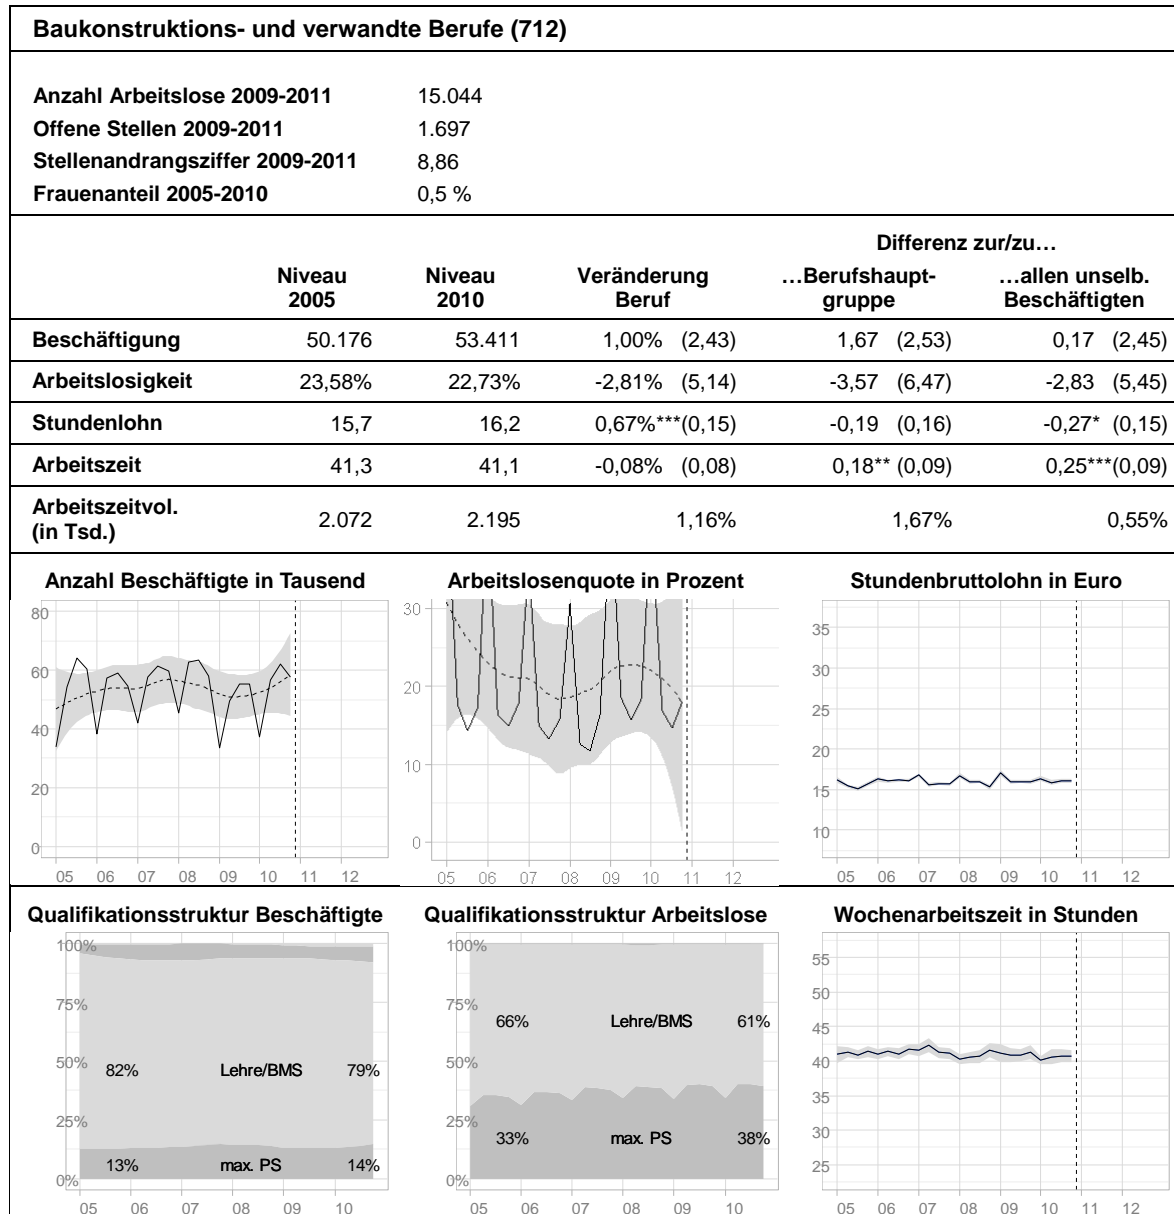 Baukonstruktions- und verwandte Berufe (712)
Anzahl Arbeitslose 2009-2011 15.044
Offene Stellen 2009-2011 1.697
Stellenandrangsziffer 2009-2011 8,86
Frauenanteil 2005-2010 0,5 %
Differenz zur/zu…
Niveau Niveau Veränderung …Berufshaupt- …allen unselb.
2005 2010 Beruf gruppe Beschäftigten
Beschäftigung 50.176 53.411 1,00% (2,43) 1,67 (2,53) 0,17 (2,45)
Arbeitslosigkeit 23,58% 22,73% -2,81% (5,14) -3,57 (6,47) -2,83 (5,45)
Stundenlohn 15,7 16,2 0,67%***(0,15) -0,19 (0,16) -0,27* (0,15)
Arbeitszeit 41,3 41,1 -0,08% (0,08) 0,18** (0,09) 0,25***(0,09)
Arbeitszeitvol.
(in Tsd.) 2.072 2.195 1,16% 1,67% 0,55%
Anzahl Beschäftigte in Tausend
80
60
40
20
0
05 06 07 08 09 10 11 12
Arbeitslosenquote in Prozent
30
20
10
0
05 06 07 08 09 10 11 12
Stundenbruttolohn in Euro
35
30
25
20
15
10
05 06 07 08 09 10 11 12
Qualifikationsstruktur Beschäftigte
100%
75%
50%
25%
0%
82% Lehre/BMS 79%
13% max. PS 14%
05 06 07 08 09 10
Qualifikationsstruktur Arbeitslose
100%
75%
50%
25%
0%
66% Lehre/BMS 61%
33% max. PS 38%
05 06 07 08 09 10
Wochenarbeitszeit in Stunden
55
50
45
40
35
30
25
05 06 07 08 09 10 11 12